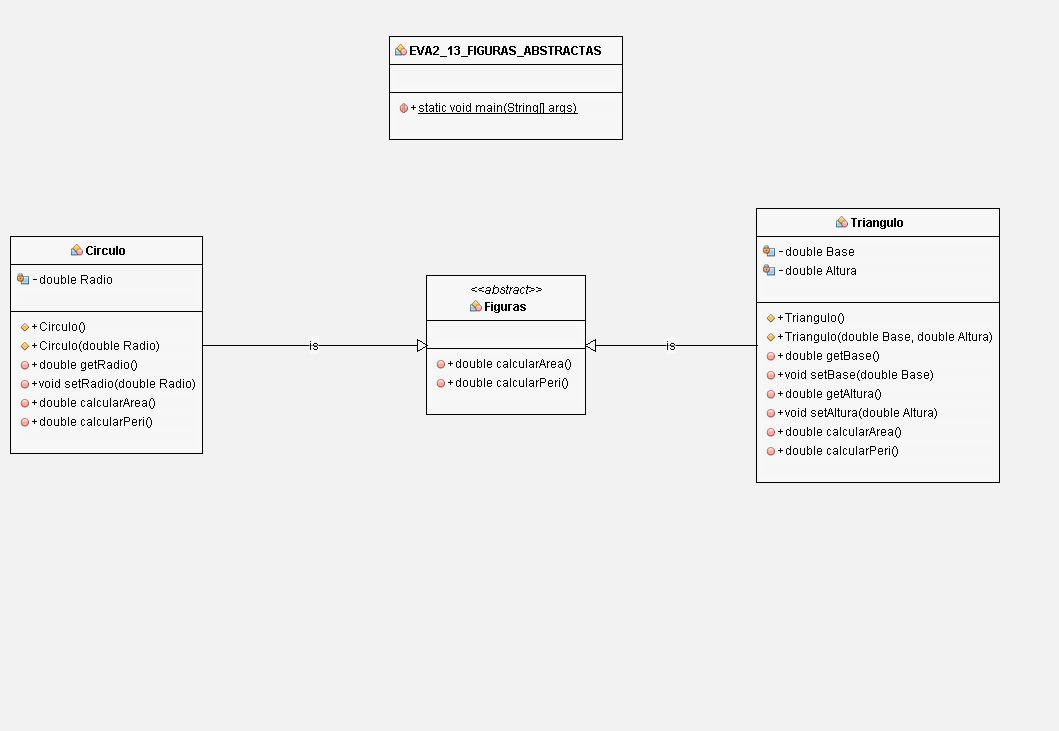 EVA2_13_FIGURAS_ABSTRACTAS
+static void main(String[] args)
Circulo
-double Radio
+Circulo()
+Circulo(double Radio)
+double getRadio()
+void setRadio(double Radio)
+double calcularArea()
+double calcularPeri()
is
<<abstract>>
Figuras
+double calcularArea()
+double calcularPeri()
is
Triangulo
-double Base
-double Altura
+Triangulo()
+Triangulo(double Base, double Altura)
+double getBase()
+void setBase(double Base)
+double getAltura()
+void setAltura(double Altura)
+double calcularArea()
+double calcularPeri()